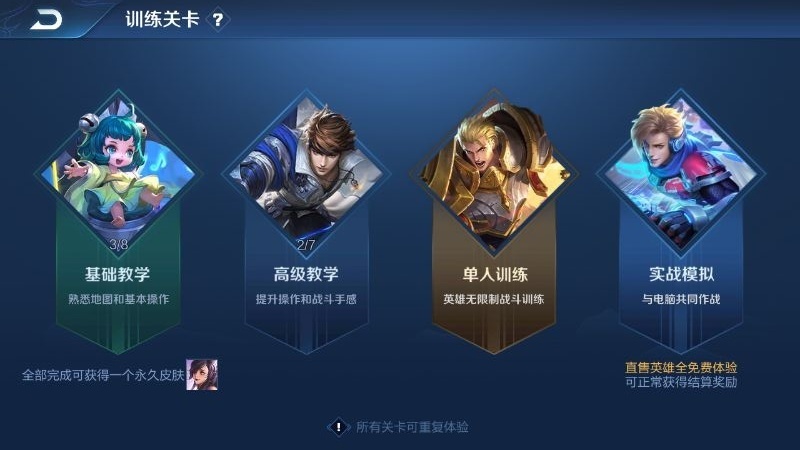 训练关卡 ?
3/8
基础教学
熟悉地图和基本操作
2/7
高级教学
提升操作和战斗手感
单人训练
英雄无限制战斗训练
实战模拟
与电脑共同作战
全部完成可获得一个永久皮肤
直售英雄全免费体验
可正常获得结算奖励
! 所有关卡可重复体验